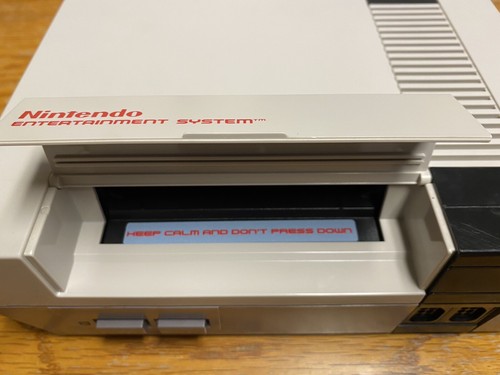 Nintendo
ENTERTAINMENT SYSTEM™
KEEP CALM AND DON'T PRESS DOWN